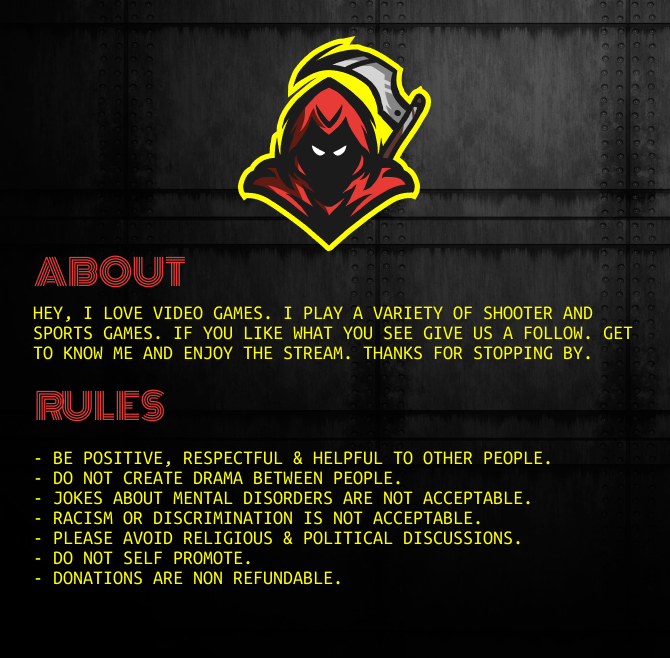 ABOUT
HEY, I LOVE VIDEO GAMES. I PLAY A VARIETY OF SHOOTER AND
SPORTS GAMES. IF YOU LIKE WHAT YOU SEE GIVE US A FOLLOW. GET
TO KNOW ME AND ENJOY THE STREAM. THANKS FOR STOPPING BY.
RULES
- BE POSITIVE, RESPECTFUL & HELPFUL TO OTHER PEOPLE.
- DO NOT CREATE DRAMA BETWEEN PEOPLE.
- JOKES ABOUT MENTAL DISORDERS ARE NOT ACCEPTABLE.
- RACISM OR DISCRIMINATION IS NOT ACCEPTABLE.
- PLEASE AVOID RELIGIOUS & POLITICAL DISCUSSIONS.
- DO NOT SELF PROMOTE.
- DONATIONS ARE NON REFUNDABLE.